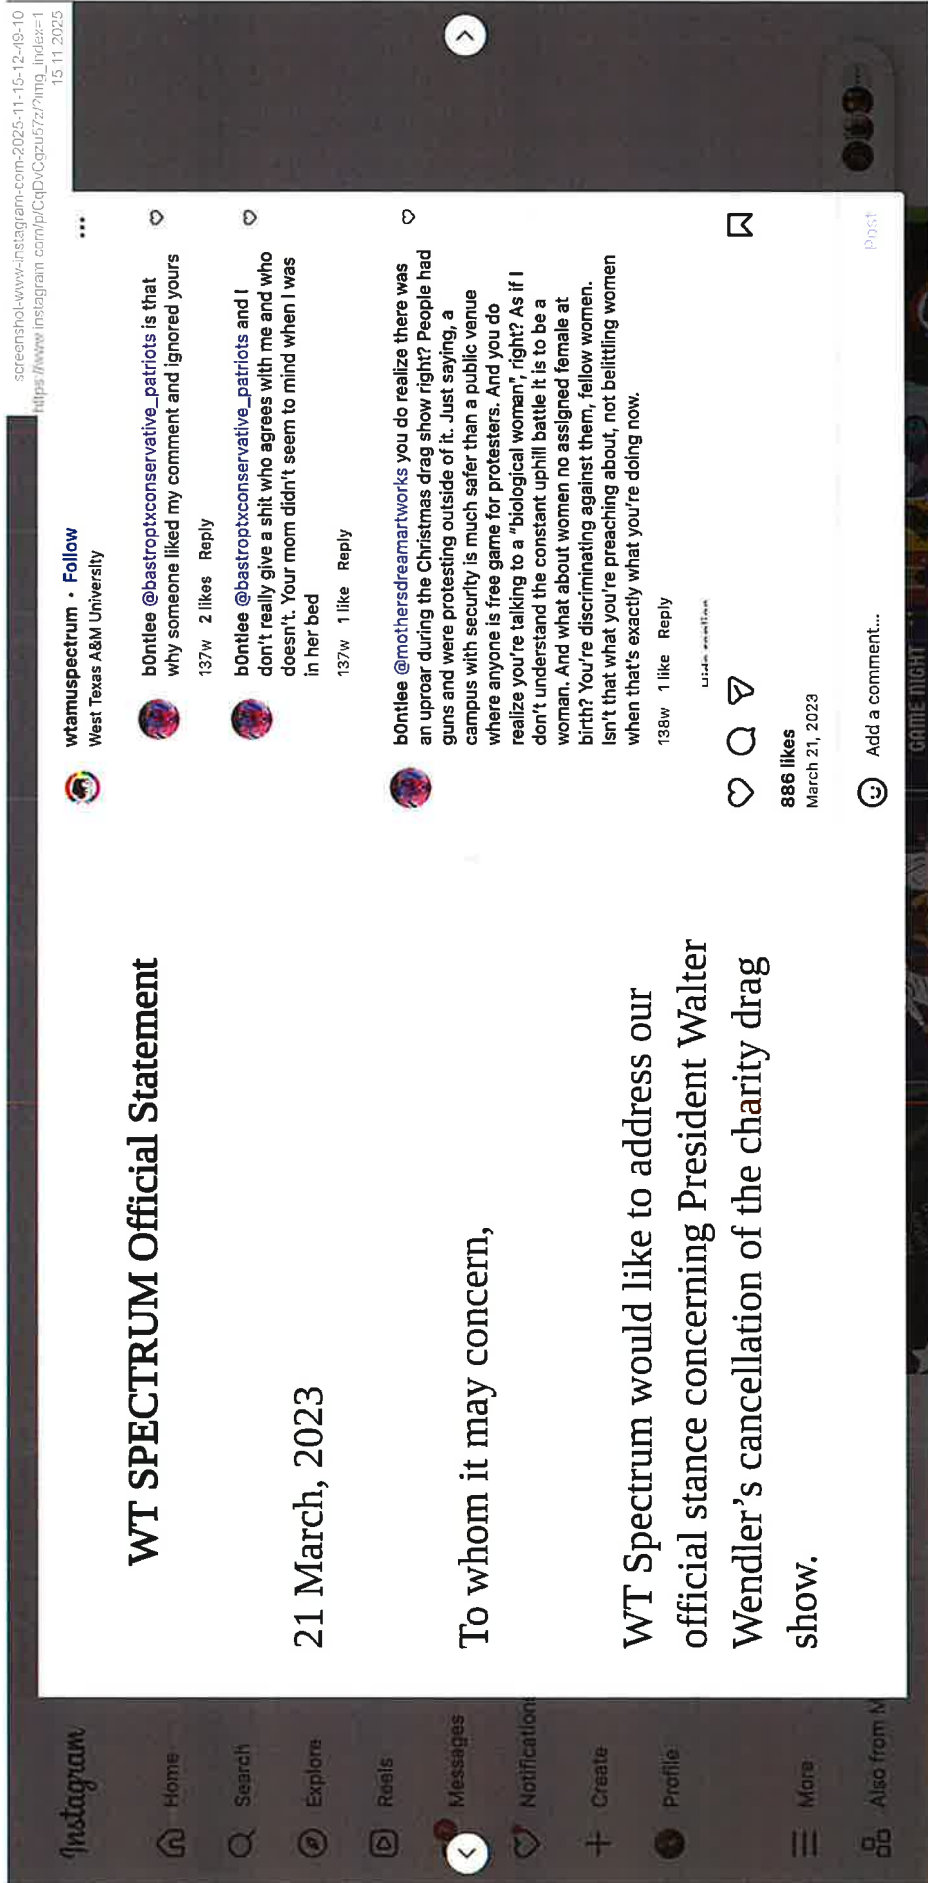 screenshot-www-instagram-com-2025-11-15-12-49-10
https://www.instagram.com/p/CqDvCgzu57z/?img_index=1
15.11.2025
Instagram
Home
Search
Explore
Reels
Messages
Notifications
Create
Profile
More
Also from M
WT SPECTRUM Official Statement
21 March, 2023
To whom it may concern,
WT Spectrum would like to address our
official stance concerning President Walter
Wendler's cancellation of the charity drag
show.
wtamuspectrum • Follow
West Texas A&M University
b0ntlee @bastroptxconservative_patriots is that
why someone liked my comment and ignored yours
137w 2 likes Reply
b0ntlee @bastroptxconservative_patriots and I
don't really give a shit who agrees with me and who
doesn't. Your mom didn't seem to mind when I was
in her bed
137w 1 like Reply
b0ntlee @mothersdreamartworks you do realize there was
an uproar during the Christmas drag show right? People had
guns and were protesting outside of it. Just saying, a
campus with security is much safer than a public venue
where anyone is free game for protesters. And you do
realize you're talking to a "biological woman", right? As if I
don't understand the constant uphill battle it is to be a
woman. And what about women no assigned female at
birth? You're discriminating against them, fellow women.
Isn't that what you're preaching about, not belittling women
when that's exactly what you're doing now.
138w 1 like Reply
Hide replies
886 likes
March 21, 2023
Add a comment...
Post
GAME NIGHT